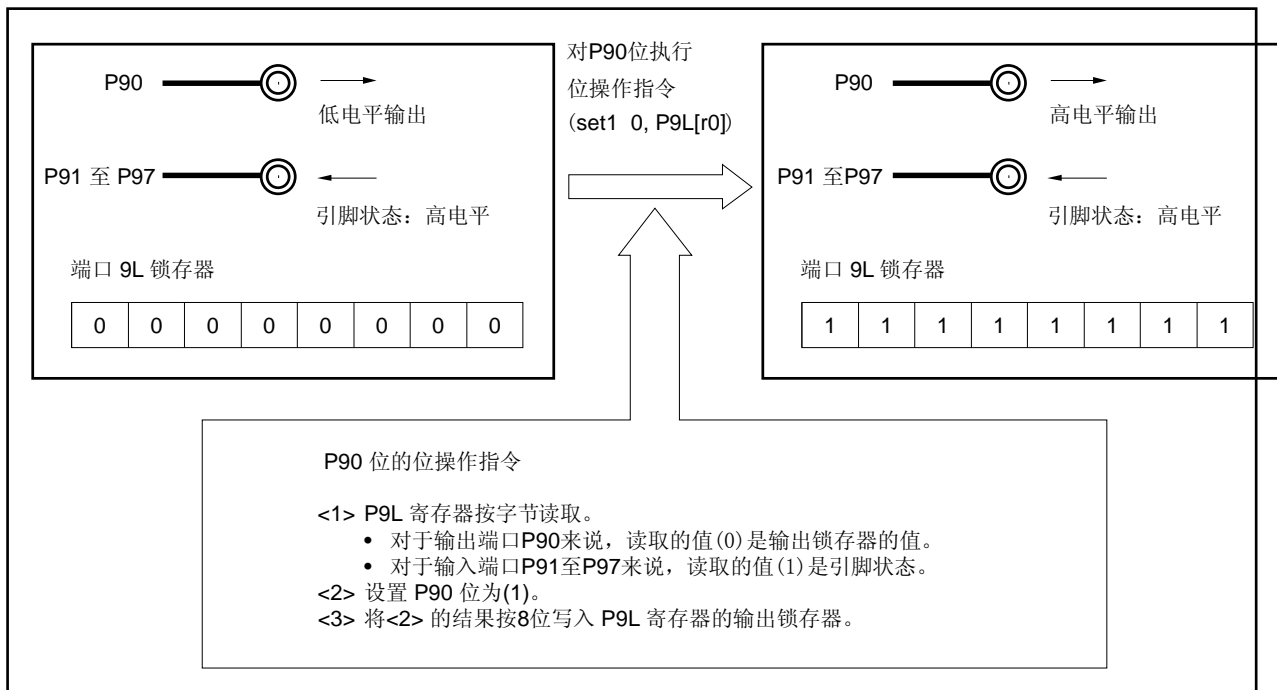 P90
低电平输出
P91 至 P97
引脚状态：高电平
端口 9L 锁存器
0 0 0 0 0 0 0 0
对P90位执行
位操作指令
(set1 0, P9L[r0])
P90
高电平输出
P91 至P97
引脚状态：高电平
端口 9L 锁存器
1 1 1 1 1 1 1 1
P90 位的位操作指令
<1> P9L 寄存器按字节读取。
• 对于输出端口P90来说，读取的值(0)是输出锁存器的值。
• 对于输入端口P91至P97来说，读取的值(1)是引脚状态。
<2> 设置 P90 位为(1)。
<3> 将<2> 的结果按8位写入 P9L 寄存器的输出锁存器。